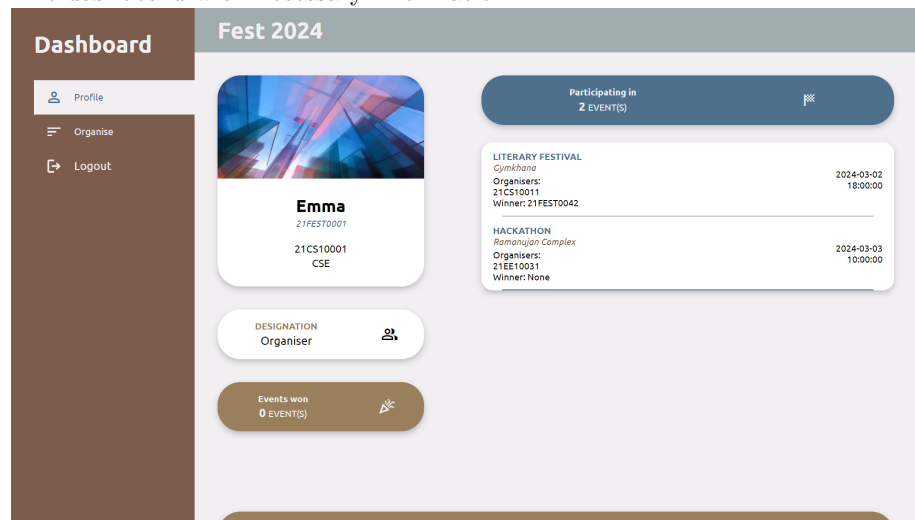 Dashboard
Profile
Organise
Logout
Fest 2024
Emma
21FEST0001
21CS10001
CSE
DESIGNATION
Organiser
Events won
0 EVENT(S)
Participating in
2 EVENT(S)
LITERARY FESTIVAL
Gymkhana
Organisers:
21CS10011
Winner: 21FEST0042
2024-03-02
18:00:00
HACKATHON
Ramanujan Complex
Organisers:
21EE10031
Winner: None
2024-03-03
10:00:00